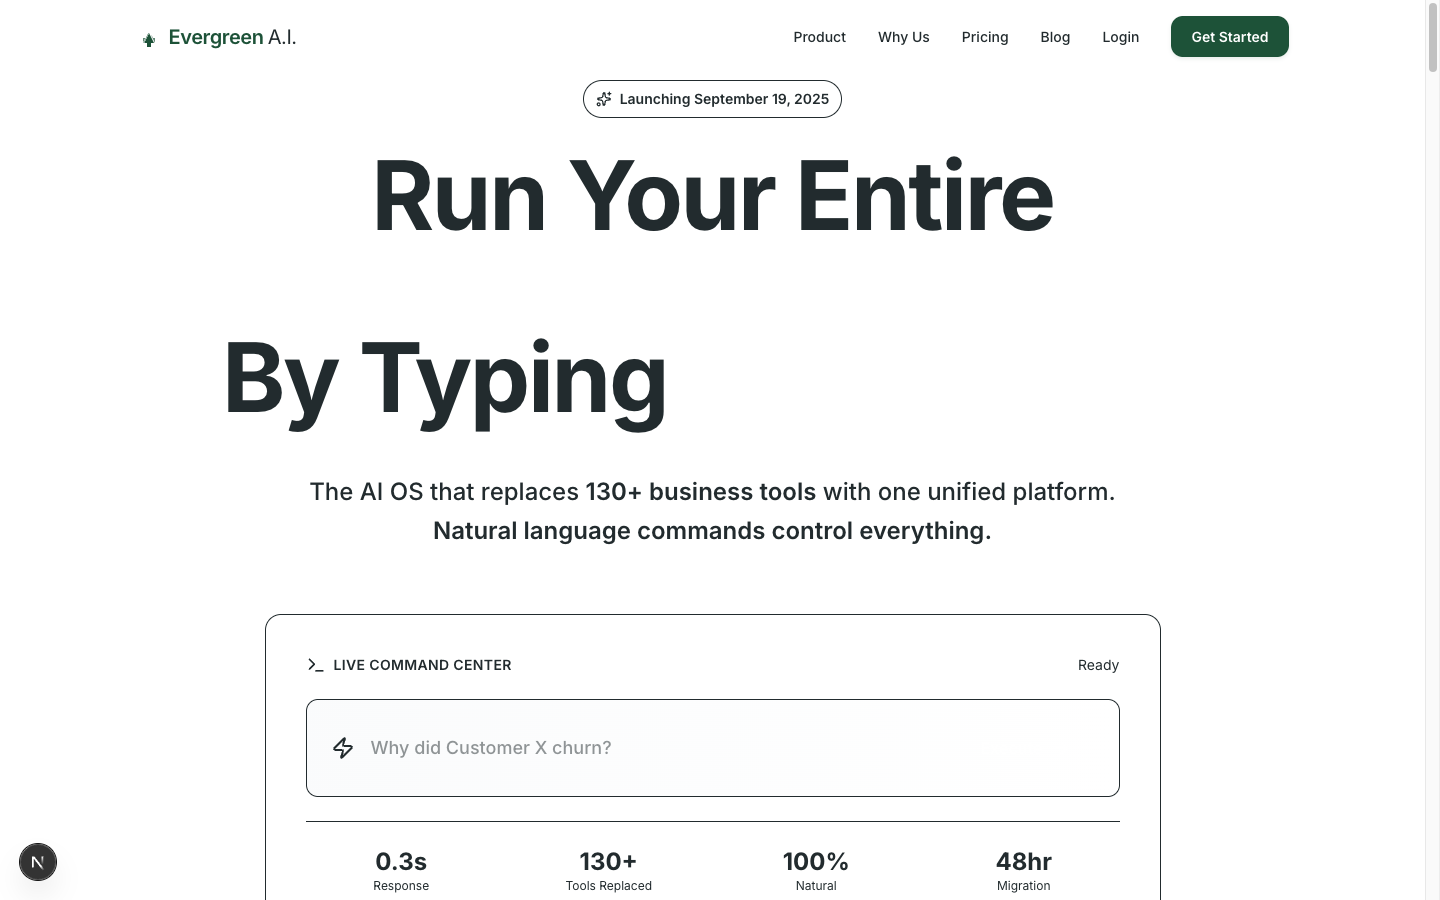 Evergreen A.I.
Product
Why Us
Pricing
Blog
Login
Get Started
Launching September 19, 2025
Run Your Entire
By Typing
The AI OS that replaces 130+ business tools with one unified platform.
Natural language commands control everything.
LIVE COMMAND CENTER
Ready
Why did Customer X churn?
0.3s
Response
130+
Tools Replaced
100%
Natural
48hr
Migration
N